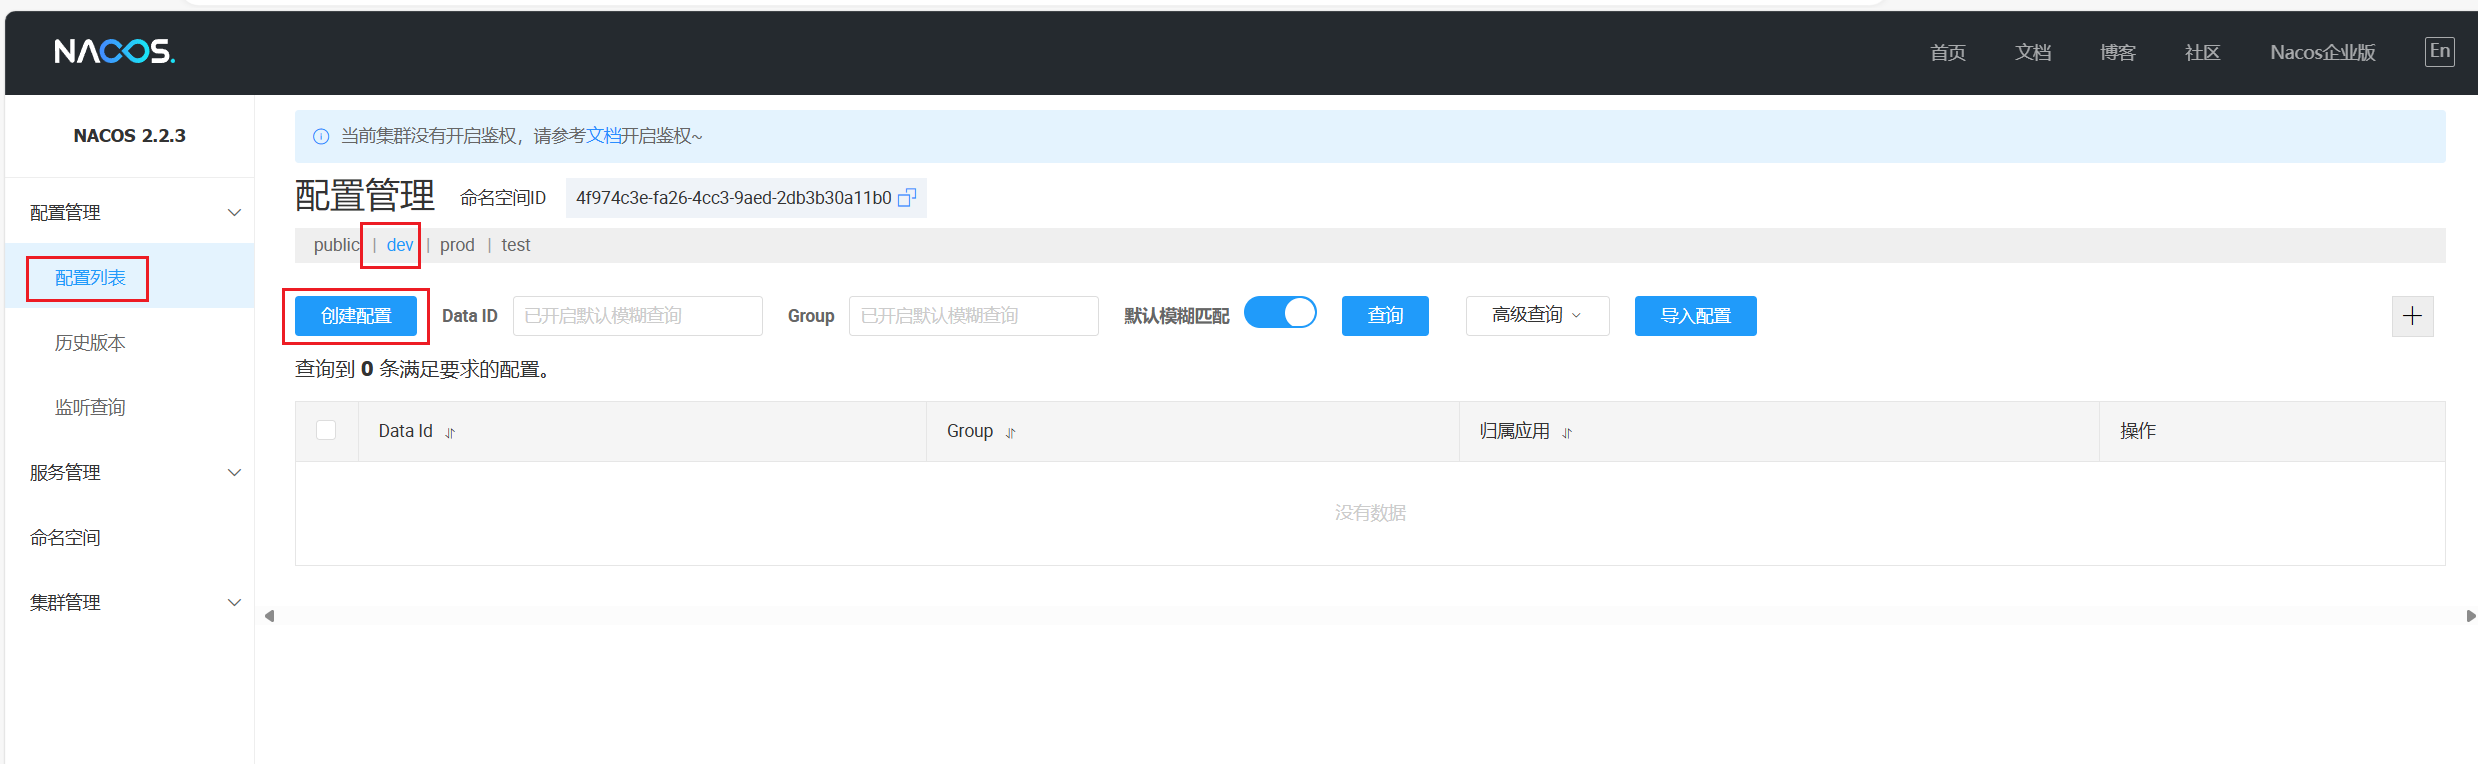 NACOS.
首页 文档 博客 社区 Nacos企业版 En
NACOS 2.2.3
配置管理
配置列表
历史版本
监听查询
服务管理
命名空间
集群管理
当前集群没有开启鉴权，请参考文档开启鉴权~
配置管理 命名空间ID 4f974c3e-fa26-4cc3-9aed-2db3b30a11b0
public | dev | prod | test
创建配置 Data ID 已开启默认模糊查询 Group 已开启默认模糊查询 默认模糊匹配 查询 高级查询 导入配置
查询到 0 条满足要求的配置。
Data Id Group 归属应用 操作
没有数据